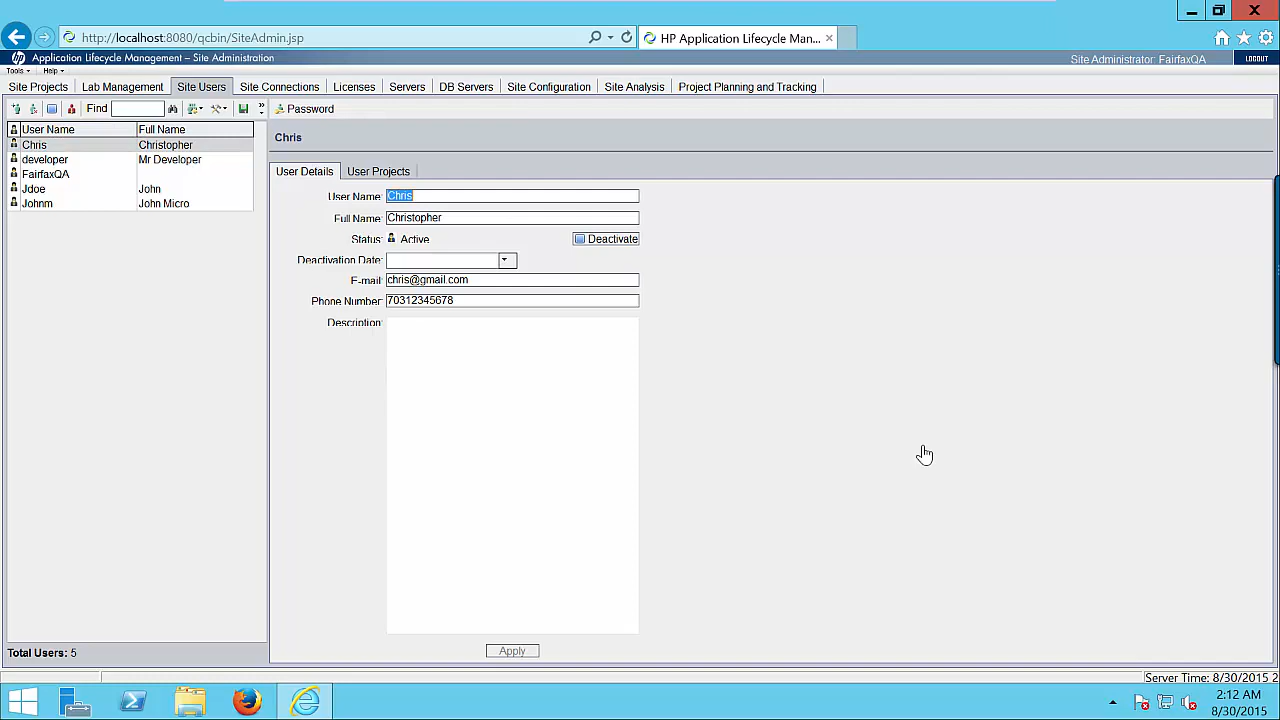 http://localhost:8080/qcbin/SiteAdmin.jsp
HP Application Lifecycle Man...
hp Application Lifecycle Management – Site Administration
Site Administrator: FairfaxQA
LOGOUT
Tools Help
Site Projects Lab Management Site Users Site Connections Licenses Servers DB Servers Site Configuration Site Analysis Project Planning and Tracking
Find
Password
User Name Full Name
Chris Christopher
developer Mr Developer
FairfaxQA
Jdoe John
Johnm John Micro
Chris
User Details User Projects
User Name: Chris
Full Name: Christopher
Status: Active Deactivate
Deactivation Date:
E-mail: chris@gmail.com
Phone Number: 70312345678
Description:
Apply
Total Users: 5
Server Time: 8/30/2015 2
2:12 AM
8/30/2015